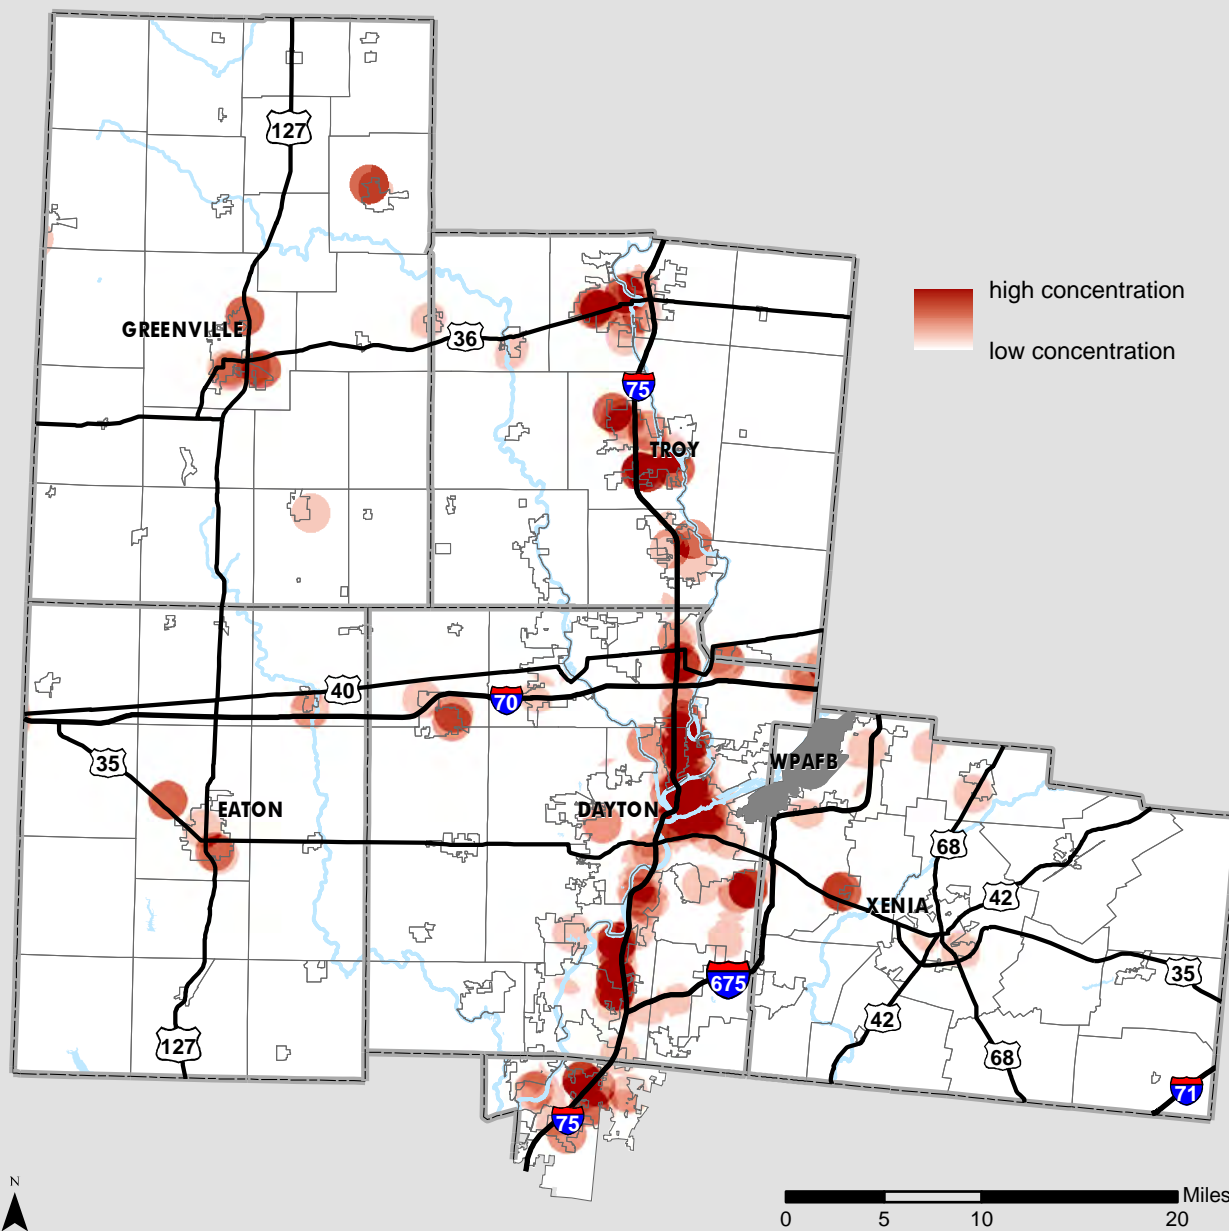 127
high concentration
GREENVILLE
36
low concentration
75
TROY
40
70
35
WPAFB
EATON
DAYTON
68
XENIA
42
35
675
42
127
68
71
75
N
Miles
0 5 10 20